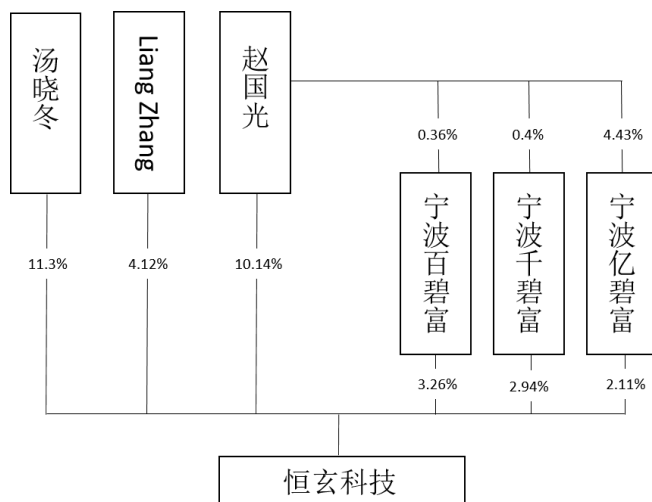 汤晓冬
Liang Zhang
赵国光
0.36%
0.4%
4.43%
宁波百碧富
宁波千碧富
宁波亿碧富
11.3%
4.12%
10.14%
3.26%
2.94%
2.11%
恒玄科技